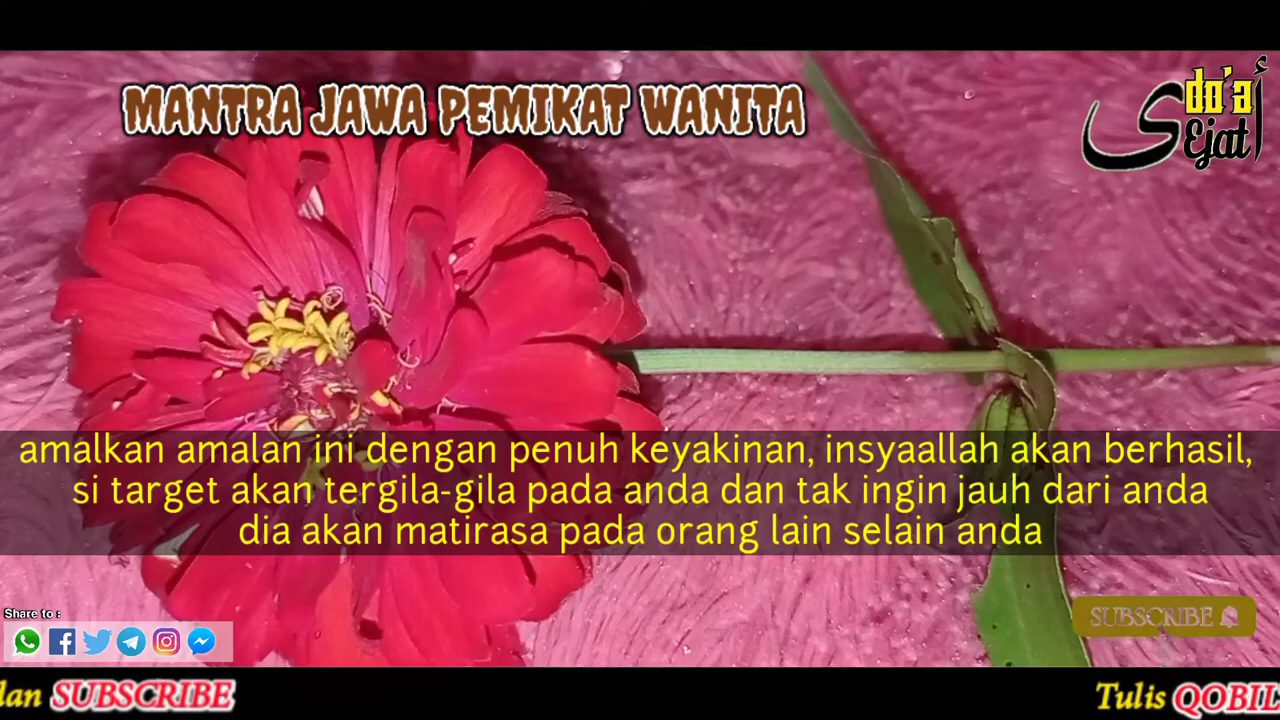 MANTRA JAWA PEMIKAT WANITA
do'a
Ejat
أ
ى
amalkan amalan ini dengan penuh keyakinan, insyaallah akan berhasil,
si target akan tergila-gila pada anda dan tak ingin jauh dari anda
dia akan matirasa pada orang lain selain anda
Share to :
SUBSCRIBE
dan SUBSCRIBE
Tulis QOBIL